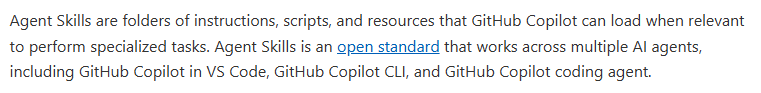 Agent Skills are folders of instructions, scripts, and resources that GitHub Copilot can load when relevant
to perform specialized tasks. Agent Skills is an open standard that works across multiple AI agents,
including GitHub Copilot in VS Code, GitHub Copilot CLI, and GitHub Copilot coding agent.